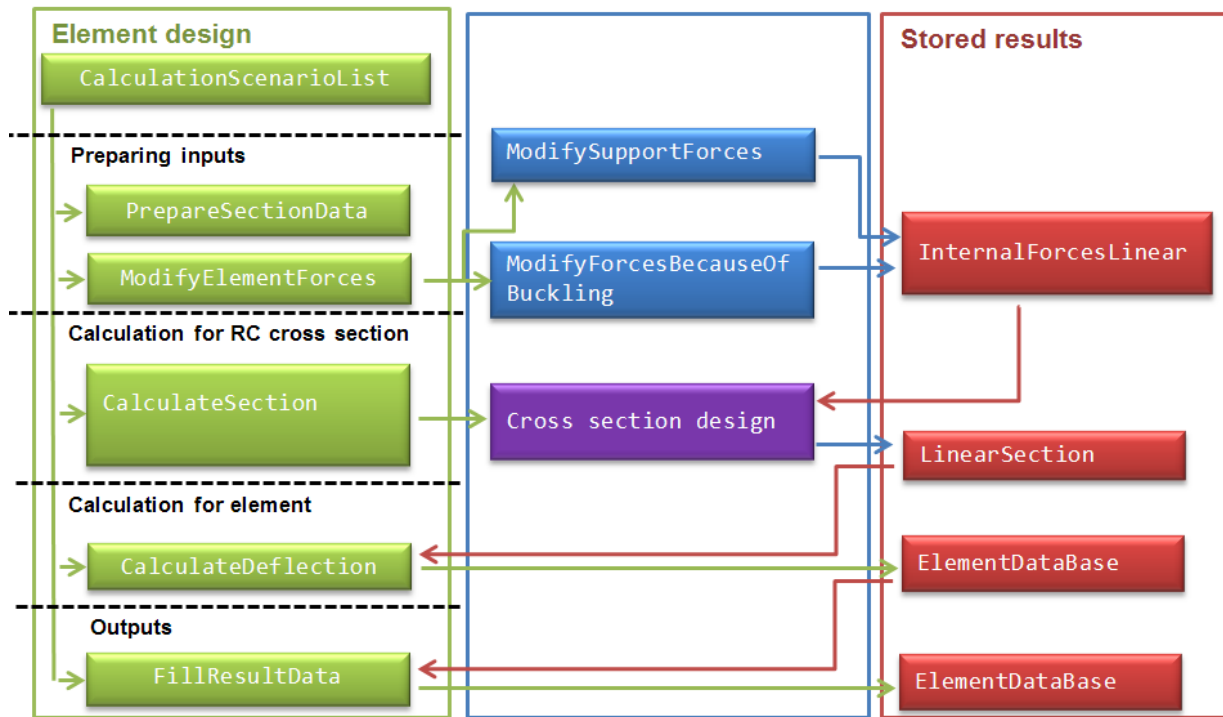 Element design
CalculationScenarioList
Preparing inputs
PrepareSectionData
ModifyElementForces
Calculation for RC cross section
CalculateSection
Calculation for element
CalculateDeflection
Outputs
FillResultData
ModifySupportForces
ModifyForcesBecauseOf
Buckling
Cross section design
Stored results
InternalForcesLinear
LinearSection
ElementDataBase
ElementDataBase